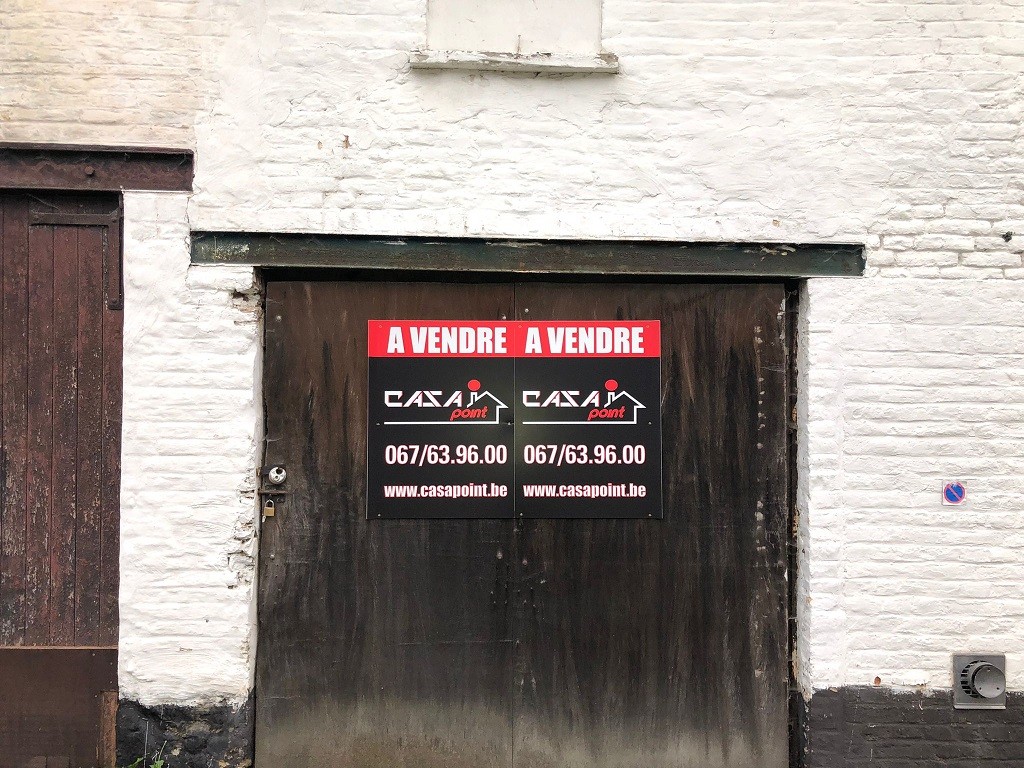 A VENDRE A VENDRE
CASA CASA
point point
067/63.96.00 067/63.96.00
www.casapoint.be www.casapoint.be